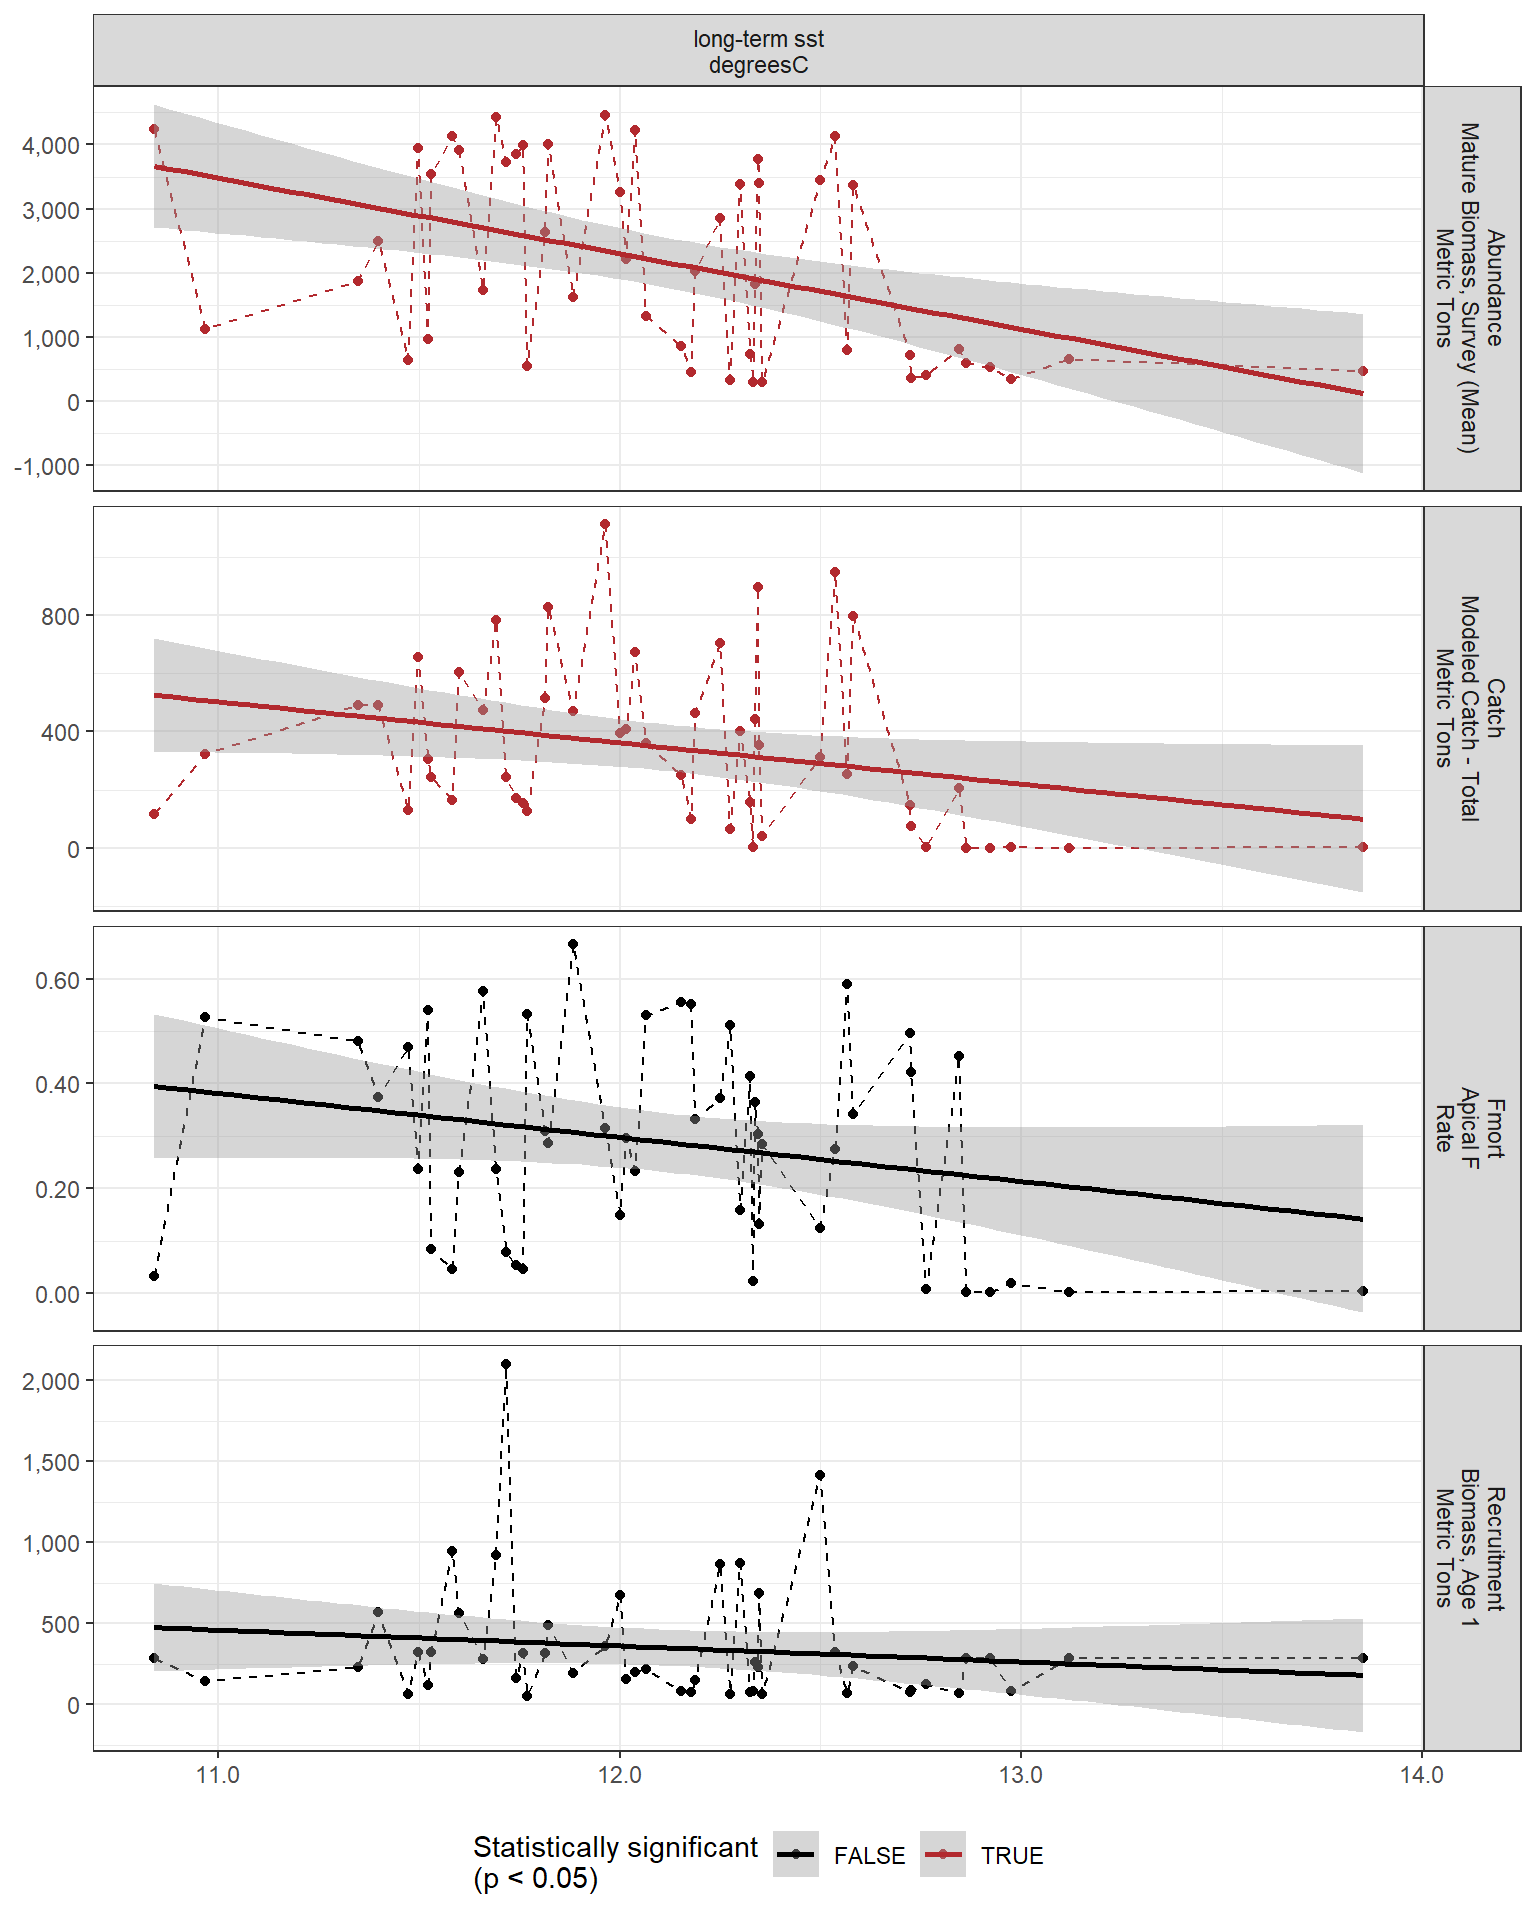 long-term sst
degreesC
4,000
3,000
2,000
1,000
0
-1,000
Abundance
Mature Biomass, Survey (Mean)
Metric Tons
800
400
0
Catch
Modeled Catch - Total
Metric Tons
0.60
0.40
0.20
0.00
Fmort
Apical F
Rate
2,000
1,500
1,000
500
0
Recruitment
Biomass, Age 1
Metric Tons
11.0
12.0
13.0
14.0
Statistically significant
(p < 0.05)
FALSE
TRUE